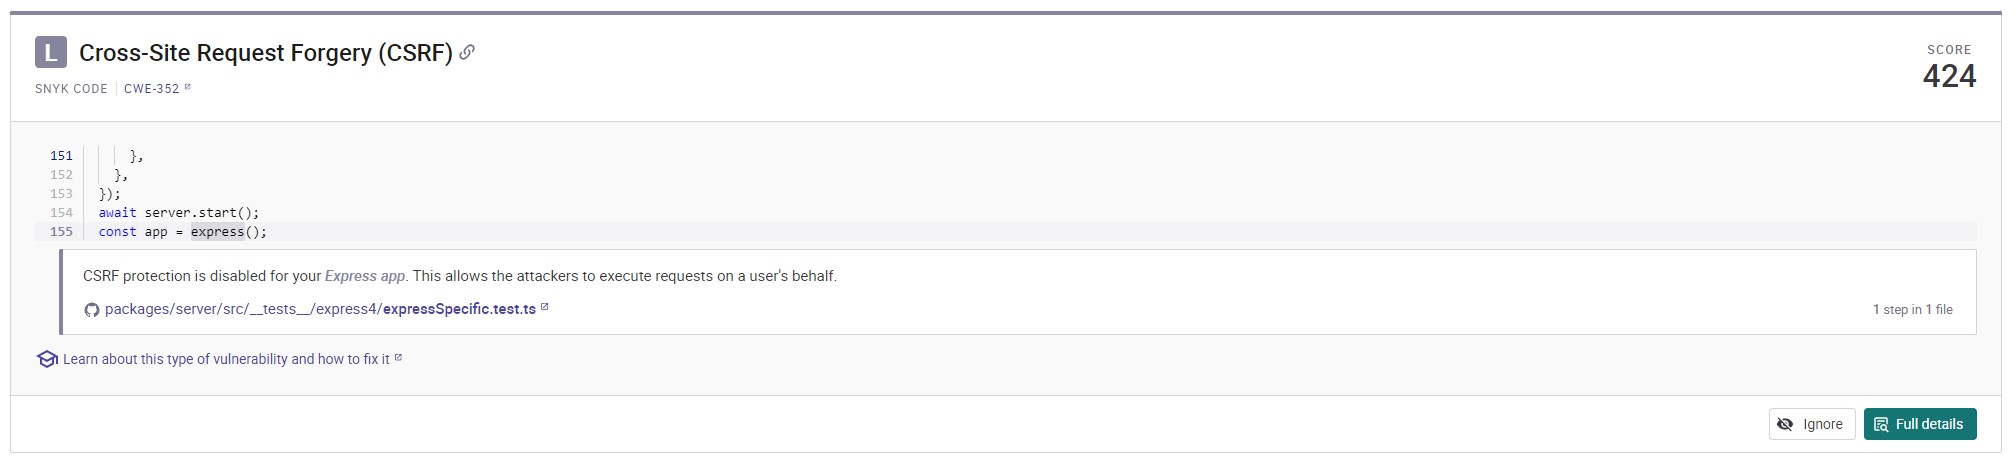 L Cross-Site Request Forgery (CSRF)
SCORE
424
SNYK CODE CWE-352
151 },
152 },
153 });
154 await server.start();
155 const app = express();
CSRF protection is disabled for your Express app. This allows the attackers to execute requests on a user's behalf.
packages/server/src/__tests__/express4/expressSpecific.test.ts
1 step in 1 file
Learn about this type of vulnerability and how to fix it
Ignore
Full details